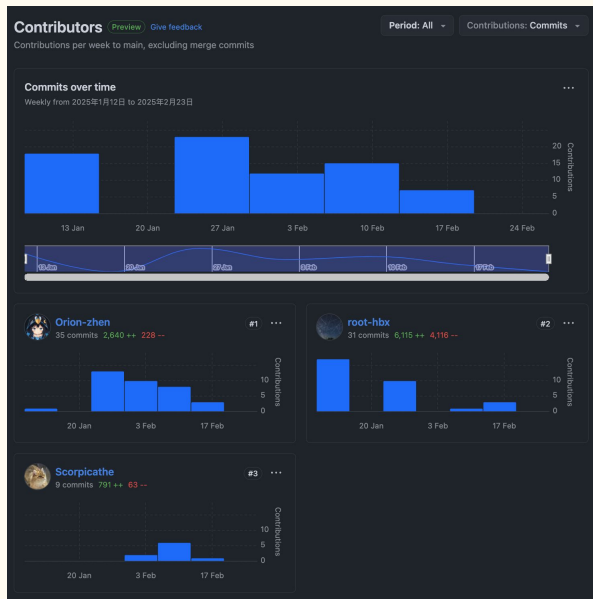 Contributors Preview Give feedback
Period: All
Contributions: Commits
Contributions per week to main, excluding merge commits
Commits over time
Weekly from 2025年1月12日 to 2025年2月23日
20
15
10
5
0
Contributions
13 Jan 20 Jan 27 Jan 3 Feb 10 Feb 17 Feb 24 Feb
13 Jan 20 Jan 27 Jan 3 Feb 10 Feb 17 Feb
Orion-zhen
#1
35 commits 2,640 ++ 228 --
10
5
0
Contributions
20 Jan 3 Feb 17 Feb
root-hbx
#2
31 commits 6,115 ++ 4,116 --
10
5
0
Contributions
20 Jan 3 Feb 17 Feb
Scorpicathe
#3
9 commits 791 ++ 63 --
10
5
0
Contributions
20 Jan 3 Feb 17 Feb